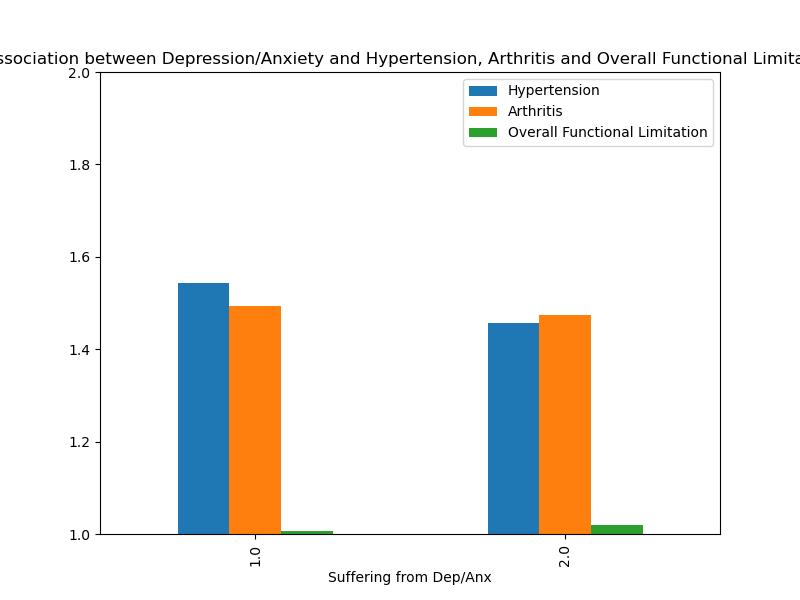 ssociation between Depression/Anxiety and Hypertension, Arthritis and Overall Functional Limita
2.0
Hypertension
Arthritis
Overall Functional Limitation
1.8
1.6
1.4
1.2
1.0
1.0
2.0
Suffering from Dep/Anx